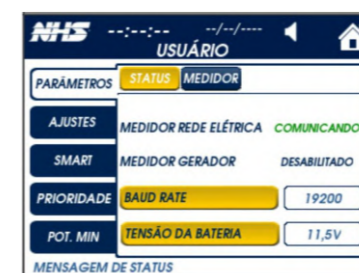 NHS --:--:-- --/--/----
USUÁRIO
PARÂMETROS STATUS MEDIDOR
AJUSTES MEDIDOR REDE ELÉTRICA COMUNICANDO
SMART MEDIDOR GERADOR DESABILITADO
PRIORIDADE BAUD RATE 19200
POT. MIN TENSÃO DA BATERIA 11,5V
MENSAGEM DE STATUS